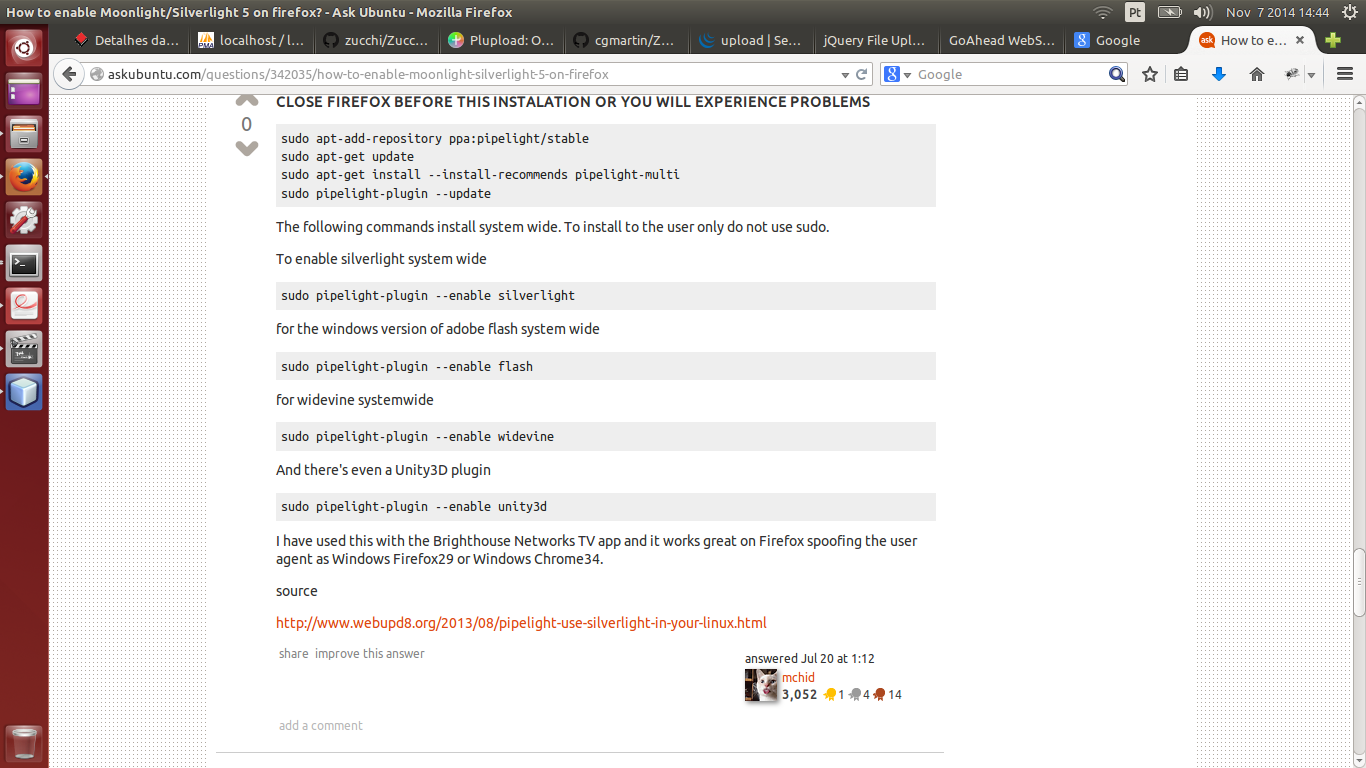 How to enable Moonlight/Silverlight 5 on firefox? - Ask Ubuntu - Mozilla Firefox
Pt
Nov 7 2014 14:44
Detalhes da...
localhost / l...
zucchi/Zucc...
Plupload: O...
cgmartin/Z...
upload | Se...
jQuery File Upl...
GoAhead WebS...
Google
How to e...
askubuntu.com/questions/342035/how-to-enable-moonlight-silverlight-5-on-firefox
Google
CLOSE FIREFOX BEFORE THIS INSTALATION OR YOU WILL EXPERIENCE PROBLEMS
0
sudo apt-add-repository ppa:pipelight/stable
sudo apt-get update
sudo apt-get install --install-recommends pipelight-multi
sudo pipelight-plugin --update
The following commands install system wide. To install to the user only do not use sudo.
To enable silverlight system wide
sudo pipelight-plugin --enable silverlight
for the windows version of adobe flash system wide
sudo pipelight-plugin --enable flash
for widevine systemwide
sudo pipelight-plugin --enable widevine
And there's even a Unity3D plugin
sudo pipelight-plugin --enable unity3d
I have used this with the Brighthouse Networks TV app and it works great on Firefox spoofing the user
agent as Windows Firefox29 or Windows Chrome34.
source
http://www.webupd8.org/2013/08/pipelight-use-silverlight-in-your-linux.html
share improve this answer
answered Jul 20 at 1:12
mchid
3,052 1 4 14
add a comment